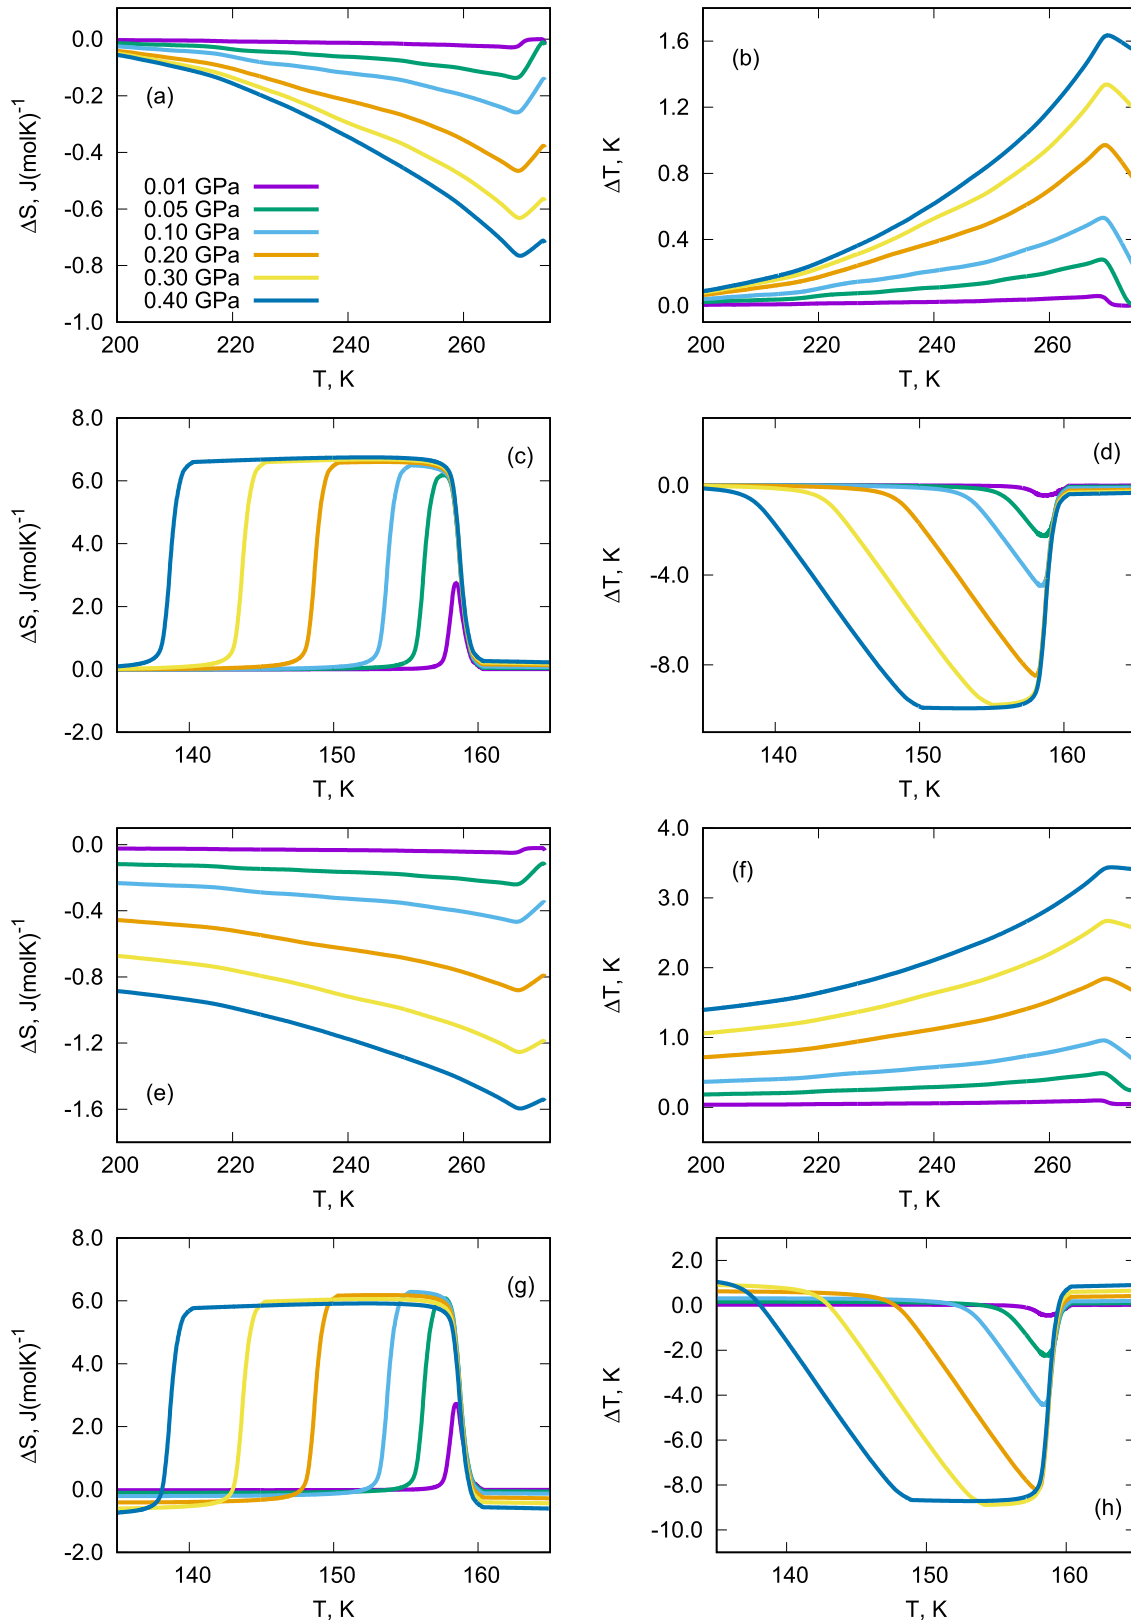 0.0
-0.2
-0.4
-0.6
-0.8
-1.0
ΔS, J(molK)⁻¹
(a)
0.01 GPa
0.05 GPa
0.10 GPa
0.20 GPa
0.30 GPa
0.40 GPa
200 220 240 260
T, K
1.6
1.2
0.8
0.4
0.0
ΔT, K
(b)
200 220 240 260
T, K
8.0
6.0
4.0
2.0
0.0
-2.0
ΔS, J(molK)⁻¹
(c)
140 150 160
T, K
0.0
-4.0
-8.0
ΔT, K
(d)
140 150 160
T, K
0.0
-0.4
-0.8
-1.2
-1.6
ΔS, J(molK)⁻¹
(e)
200 220 240 260
T, K
4.0
3.0
2.0
1.0
0.0
ΔT, K
(f)
200 220 240 260
T, K
8.0
6.0
4.0
2.0
0.0
-2.0
ΔS, J(molK)⁻¹
(g)
140 150 160
T, K
2.0
0.0
-2.0
-4.0
-6.0
-8.0
-10.0
ΔT, K
(h)
140 150 160
T, K